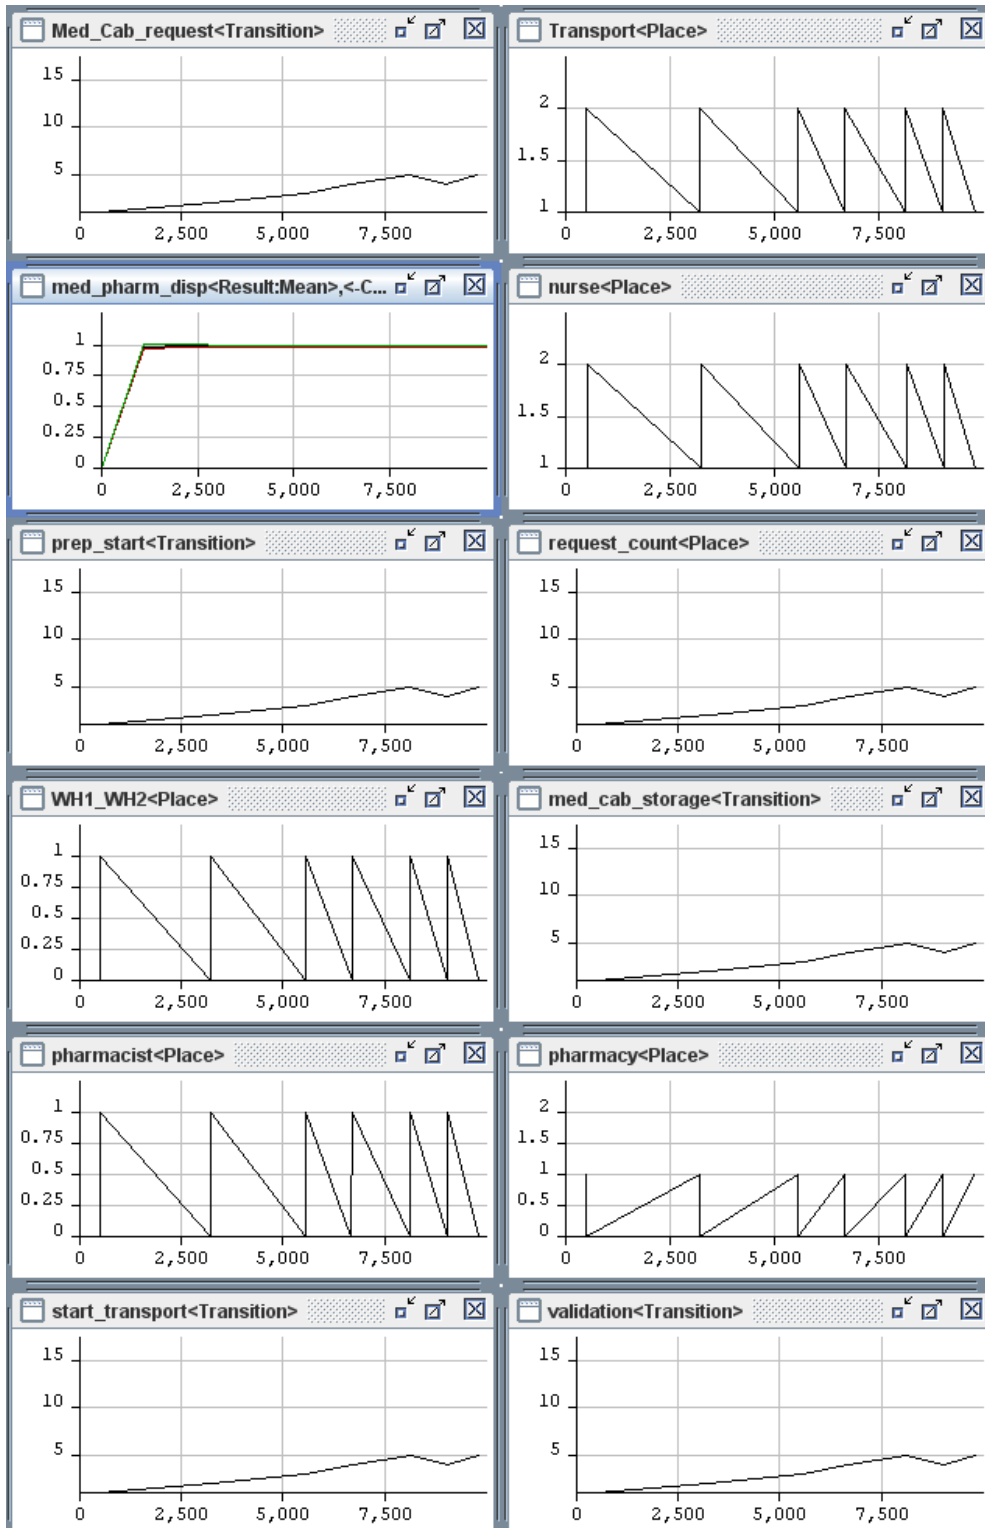 Med_Cab_request<Transition>
15
10
5
0 2,500 5,000 7,500
Transport<Place>
2
1.5
1
0 2,500 5,000 7,500
med_pharm_disp<Result:Mean>,<-C...
1
0.75
0.5
0.25
0
0 2,500 5,000 7,500
nurse<Place>
2
1.5
1
0 2,500 5,000 7,500
prep_start<Transition>
15
10
5
0 2,500 5,000 7,500
request_count<Place>
15
10
5
0 2,500 5,000 7,500
WH1_WH2<Place>
1
0.75
0.5
0.25
0
0 2,500 5,000 7,500
med_cab_storage<Transition>
15
10
5
0 2,500 5,000 7,500
pharmacist<Place>
1
0.75
0.5
0.25
0
0 2,500 5,000 7,500
pharmacy<Place>
2
1.5
1
0.5
0
0 2,500 5,000 7,500
start_transport<Transition>
15
10
5
0 2,500 5,000 7,500
validation<Transition>
15
10
5
0 2,500 5,000 7,500